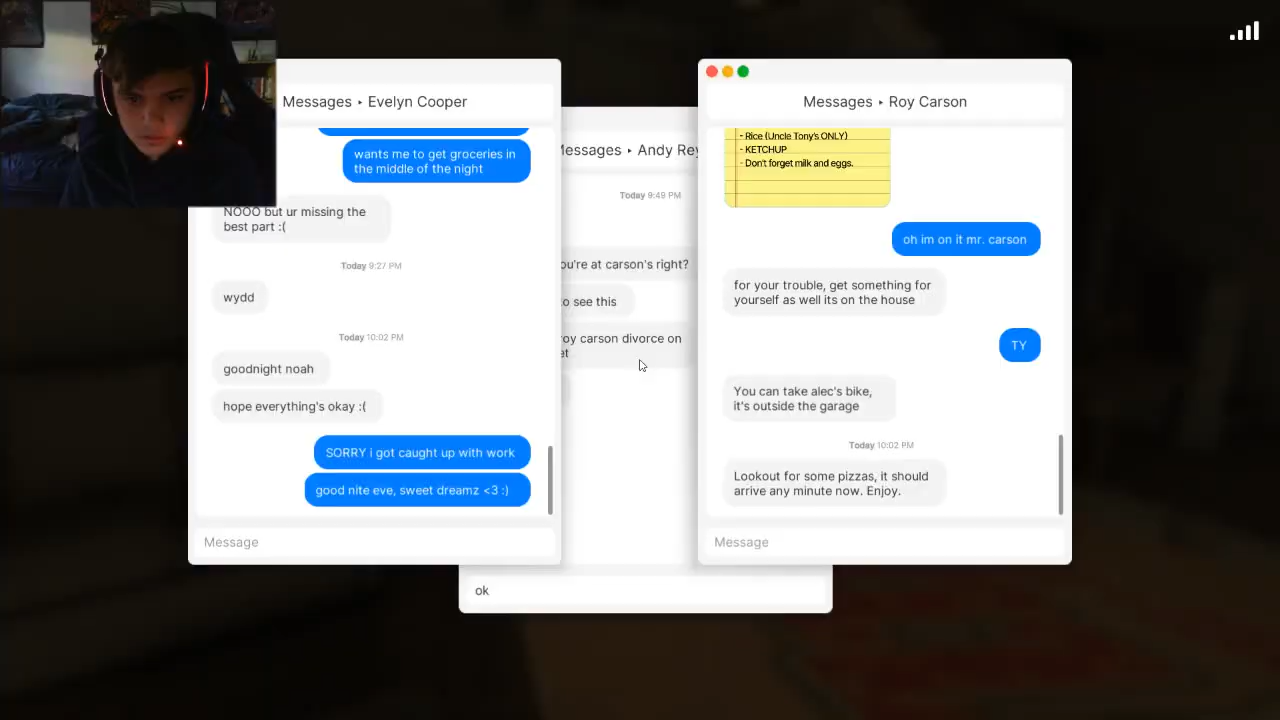 Messages ▸ Evelyn Cooper
wants me to get groceries in
the middle of the night
NOOO but ur missing the
best part :(
Today 9:27 PM
wydd
Today 10:02 PM
goodnight noah
hope everything's okay :(
SORRY i got caught up with work
good nite eve, sweet dreamz <3 :)
Message
Messages ▸ Andy Rey
Today 9:49 PM
ou're at carson's right?
o see this
roy carson divorce on
et
ok
Messages ▸ Roy Carson
- Rice (Uncle Tony's ONLY)
- KETCHUP
- Don't forget milk and eggs.
oh im on it mr. carson
for your trouble, get something for
yourself as well its on the house
TY
You can take alec's bike,
it's outside the garage
Today 10:02 PM
Lookout for some pizzas, it should
arrive any minute now. Enjoy.
Message